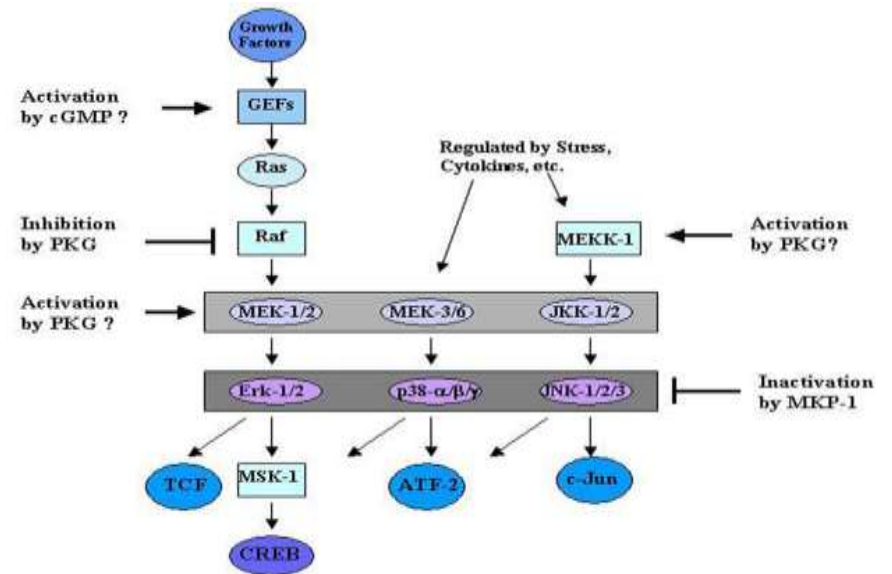 Growth
Factors
Activation
by cGMP ?
GEFs
Ras
Regulated by Stress,
Cytokines, etc.
Inhibition
by PKG
Raf
MEKK-1
Activation
by PKG?
Activation
by PKG ?
MEK-1/2
MEK-3/6
JKK-1/2
Erk-1/2
p38-α/β/γ
JNK-1/2/3
Inactivation
by MKP-1
TCF
MSK-1
ATF-2
c-Jun
CREB